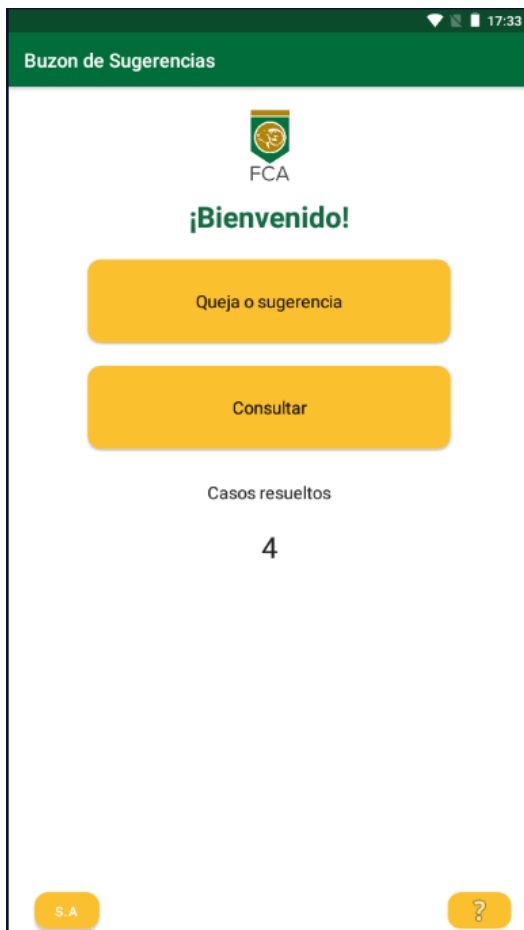 17:33
Buzon de Sugerencias
FCA
¡Bienvenido!
Queja o sugerencia
Consultar
Casos resueltos
4
S.A
?